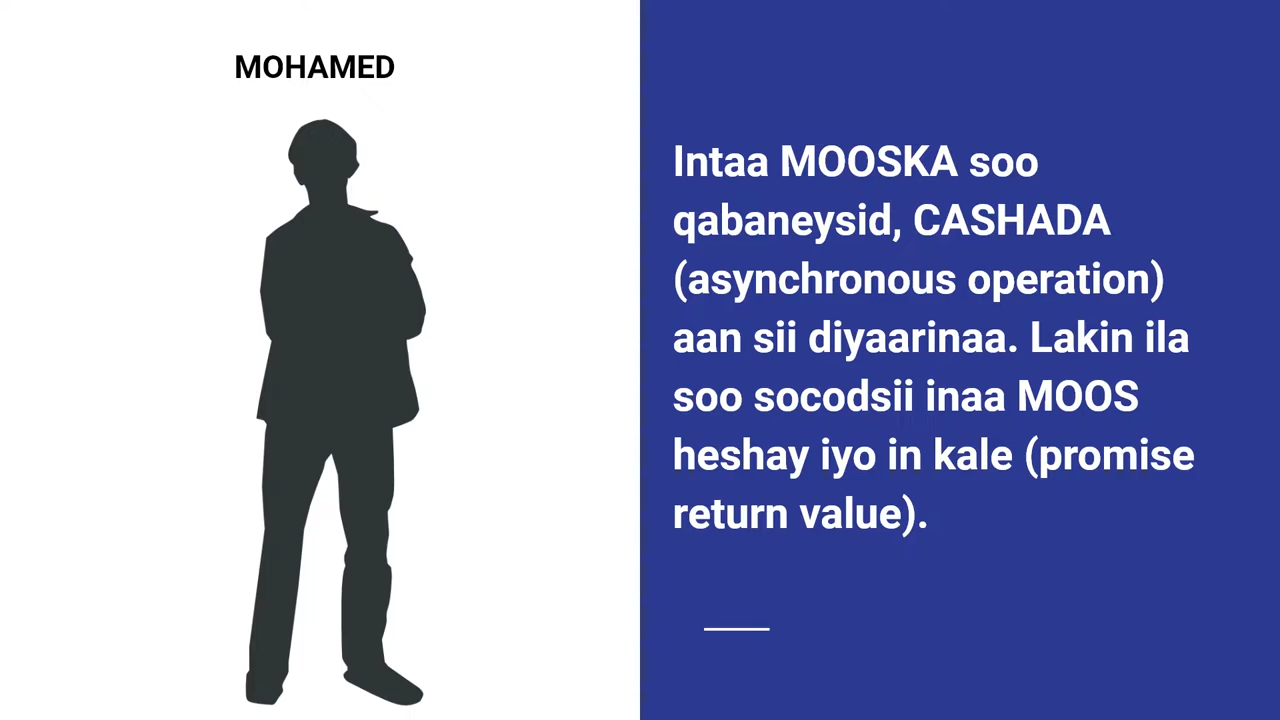 MOHAMED
Intaa MOOSKA soo
qabaneysid, CASHADA
(asynchronous operation)
aan sii diyaarinaa. Lakin ila
soo socodsii inaa MOOS
heshay iyo in kale (promise
return value).